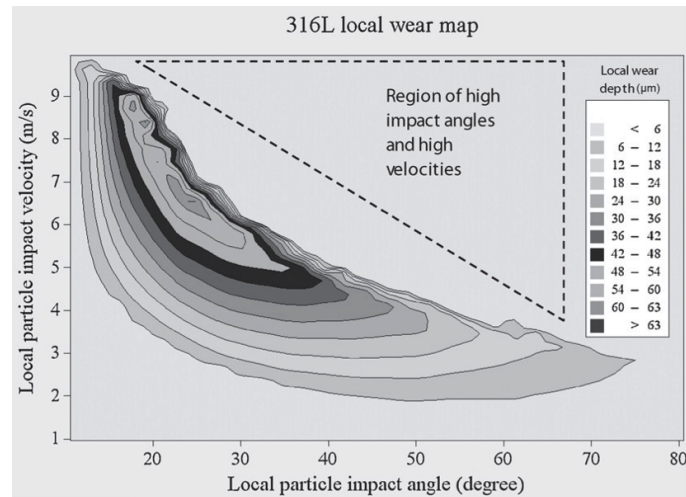 316L local wear map
Local particle impact velocity (m/s)
9
8
7
6
5
4
3
2
1
20 30 40 50 60 70 80
Local particle impact angle (degree)
Region of high
impact angles
and high
velocities
Local wear
depth (μm)
< 6
6 – 12
12 – 18
18 – 24
24 – 30
30 – 36
36 – 42
42 – 48
48 – 54
54 – 60
60 – 63
> 63